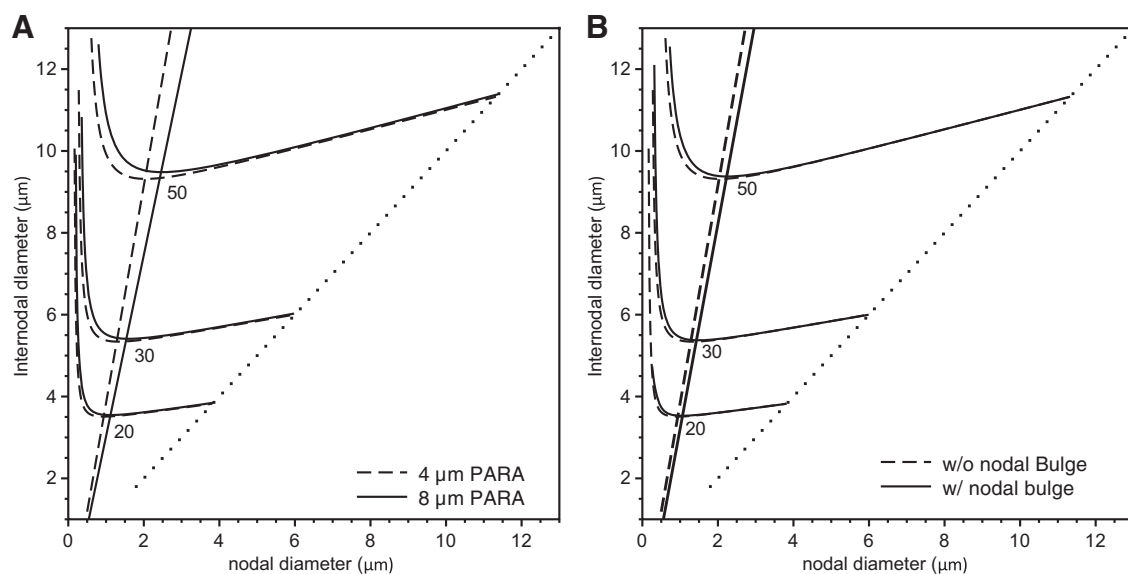 A
B
Internodal dIameter (µm)
12
10
8
6
4
2
50
30
20
4 µm PARA
8 µm PARA
0 2 4 6 8 10 12
nodal diameter (µm)
Internodal dIameter (µm)
12
10
8
6
4
2
50
30
20
w/o nodal Bulge
w/ nodal bulge
0 2 4 6 8 10 12
nodal diameter (µm)